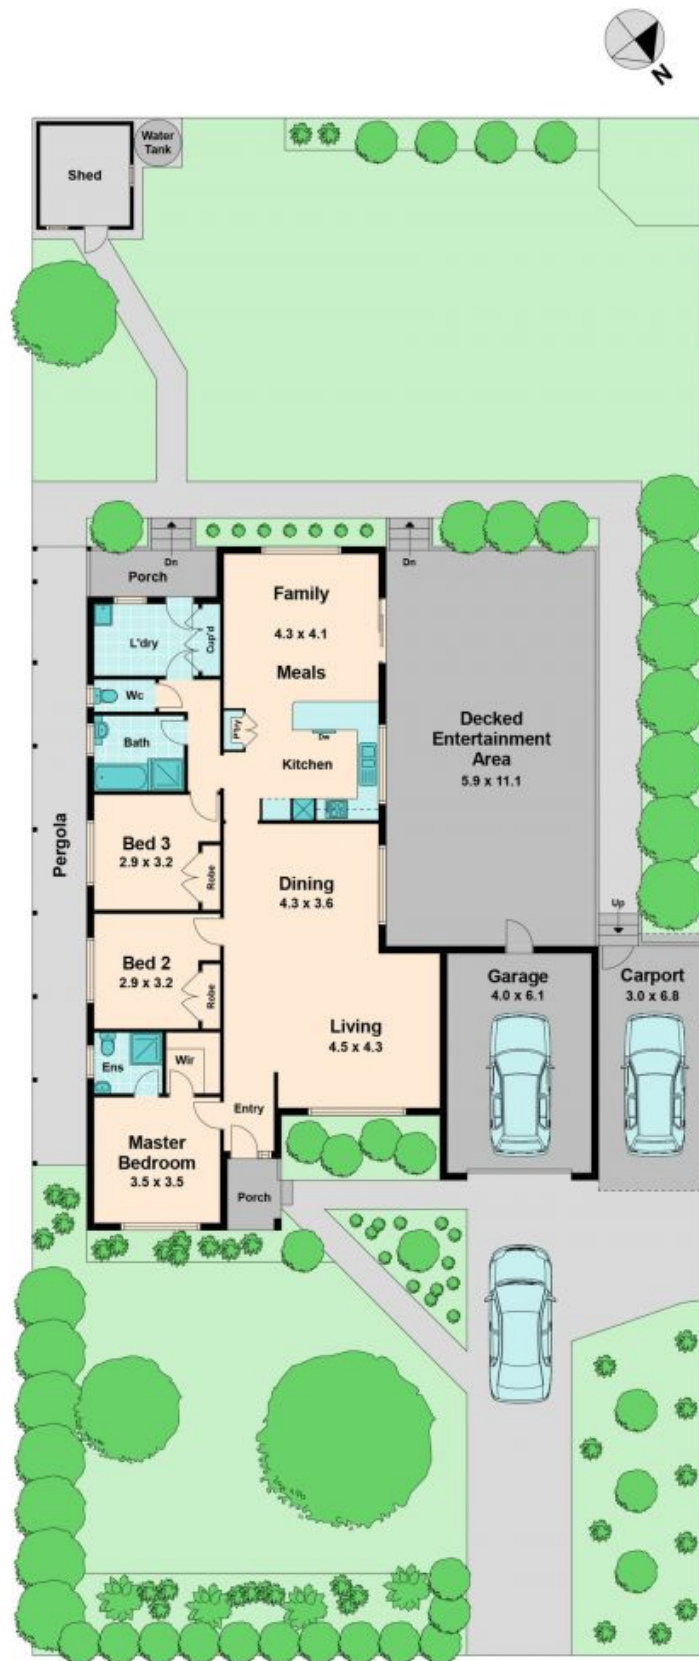 N
Water
Tank
Shed
Dn
Dn
Porch
Family
4.3 x 4.1
L'dry
Cup'd
Meals
Wc
P'try
Dw
Bath
Kitchen
Decked
Entertainment
Area
5.9 x 11.1
Pergola
Bed 3
2.9 x 3.2
Robe
Dining
4.3 x 3.6
Up
Bed 2
2.9 x 3.2
Robe
Garage
4.0 x 6.1
Carport
3.0 x 6.8
Living
4.5 x 4.3
Ens
Wir
Entry
Master
Bedroom
3.5 x 3.5
Porch